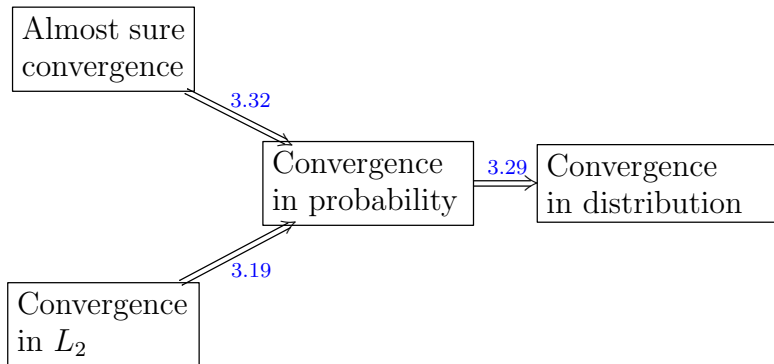 Almost sure
convergence
3.32
Convergence
in probability
3.29
Convergence
in distribution
3.19
Convergence
in L₂